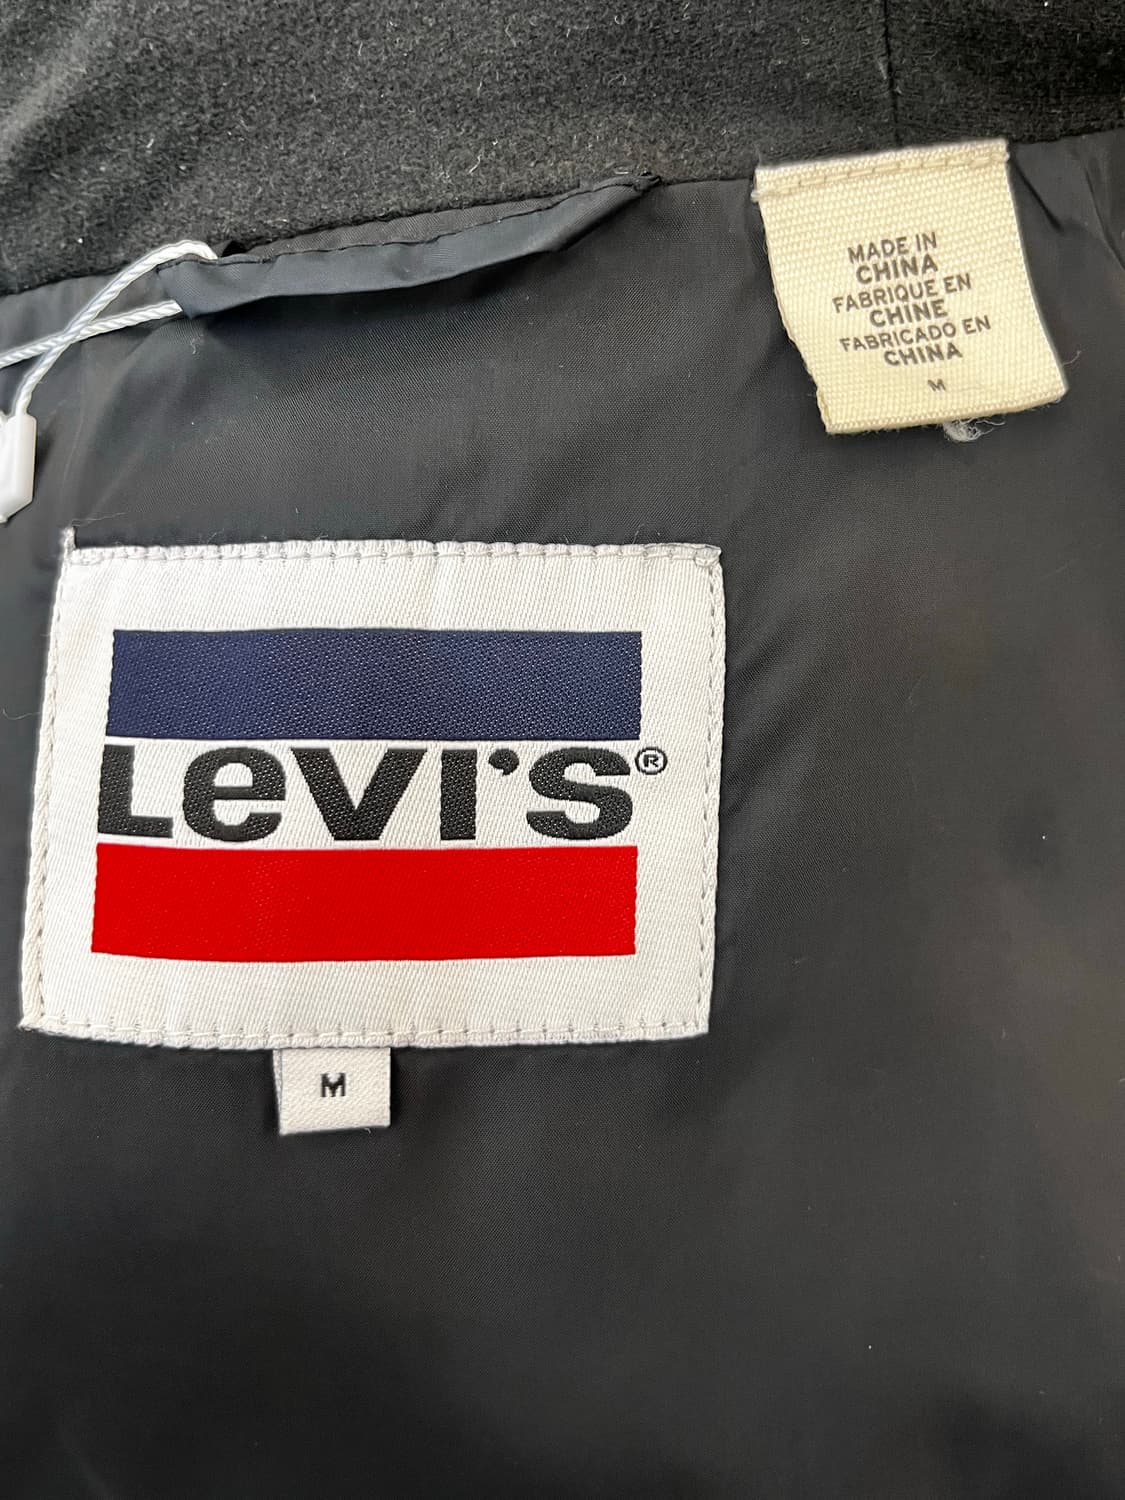 MADE IN
CHINA
FABRIQUE EN
CHINE
FABRICADO EN
CHINA
M
Levi's®
M